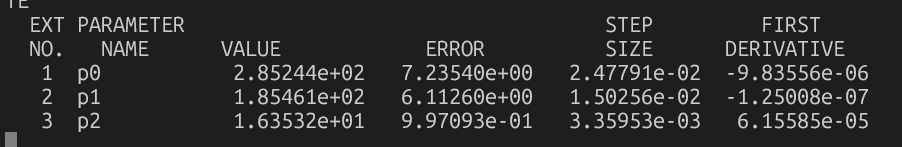 TE
EXT PARAMETER STEP FIRST
NO. NAME VALUE ERROR SIZE DERIVATIVE
1 p0 2.85244e+02 7.23540e+00 2.47791e-02 -9.83556e-06
2 p1 1.85461e+02 6.11260e+00 1.50256e-02 -1.25008e-07
3 p2 1.63532e+01 9.97093e-01 3.35953e-03 6.15585e-05